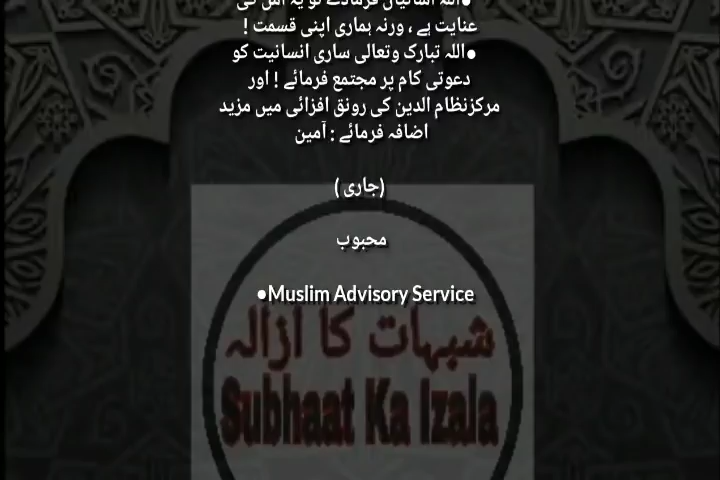 عنایت ہے ، ورنہ ہماری اپنی قسمت !
●اللہ تبارک وتعالی ساری انسانیت کو
دعوتی کام پر مجتمع فرمائے ! اور
مرکزنظام الدین کی رونق افزائی میں مزید
اضافہ فرمائے : آمین
(جاری )
محبوب
●Muslim Advisory Service
شبہات کا ازالہ
Subhaat Ka Izala